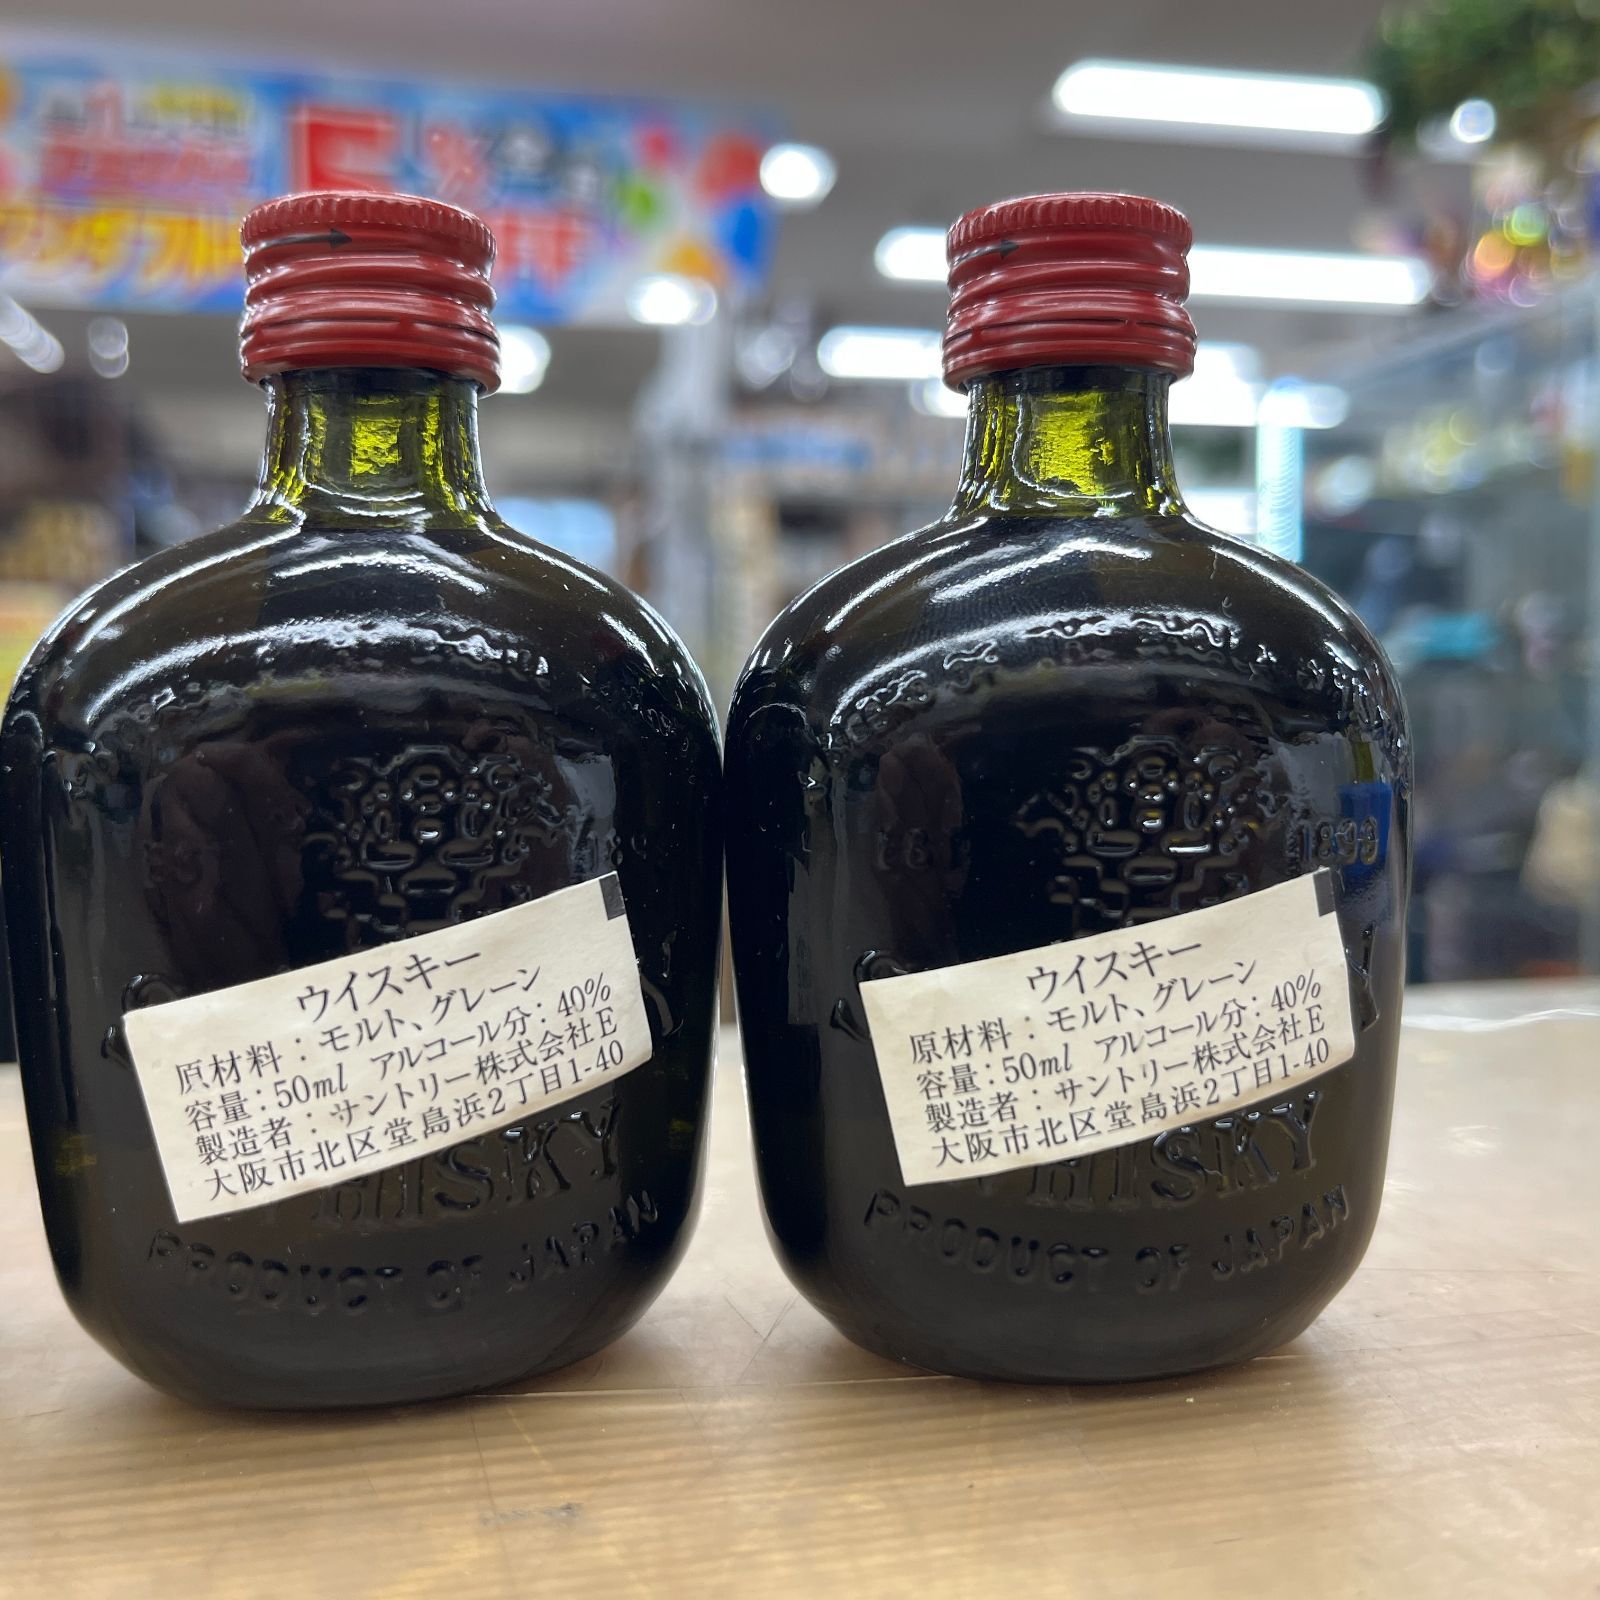 ウイスキー
原材料：モルト、グレーン
容量：50ml アルコール分：40%
製造者：サントリー株式会社E
大阪市北区堂島浜2丁目1-40
HISKY
PRODUCT OF JAPAN
1899
ウイスキー
原材料：モルト、グレーン
容量：50ml アルコール分：40%
製造者：サントリー株式会社E
大阪市北区堂島浜2丁目1-40
HISKY
PRODUCT OF JAPAN